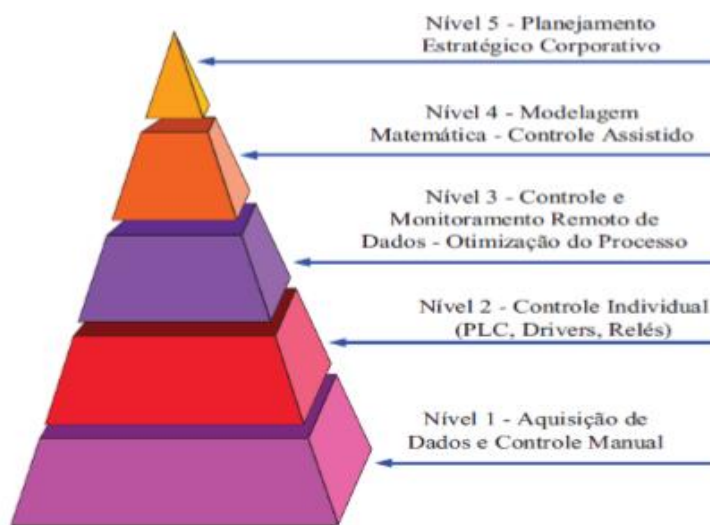 Nível 5 - Planejamento
Estratégico Corporativo
Nível 4 - Modelagem
Matemática - Controle Assistido
Nível 3 - Controle e
Monitoramento Remoto de
Dados - Otimização do Processo
Nível 2 - Controle Individual
(PLC, Drivers, Relés)
Nível 1 - Aquisição de
Dados e Controle Manual